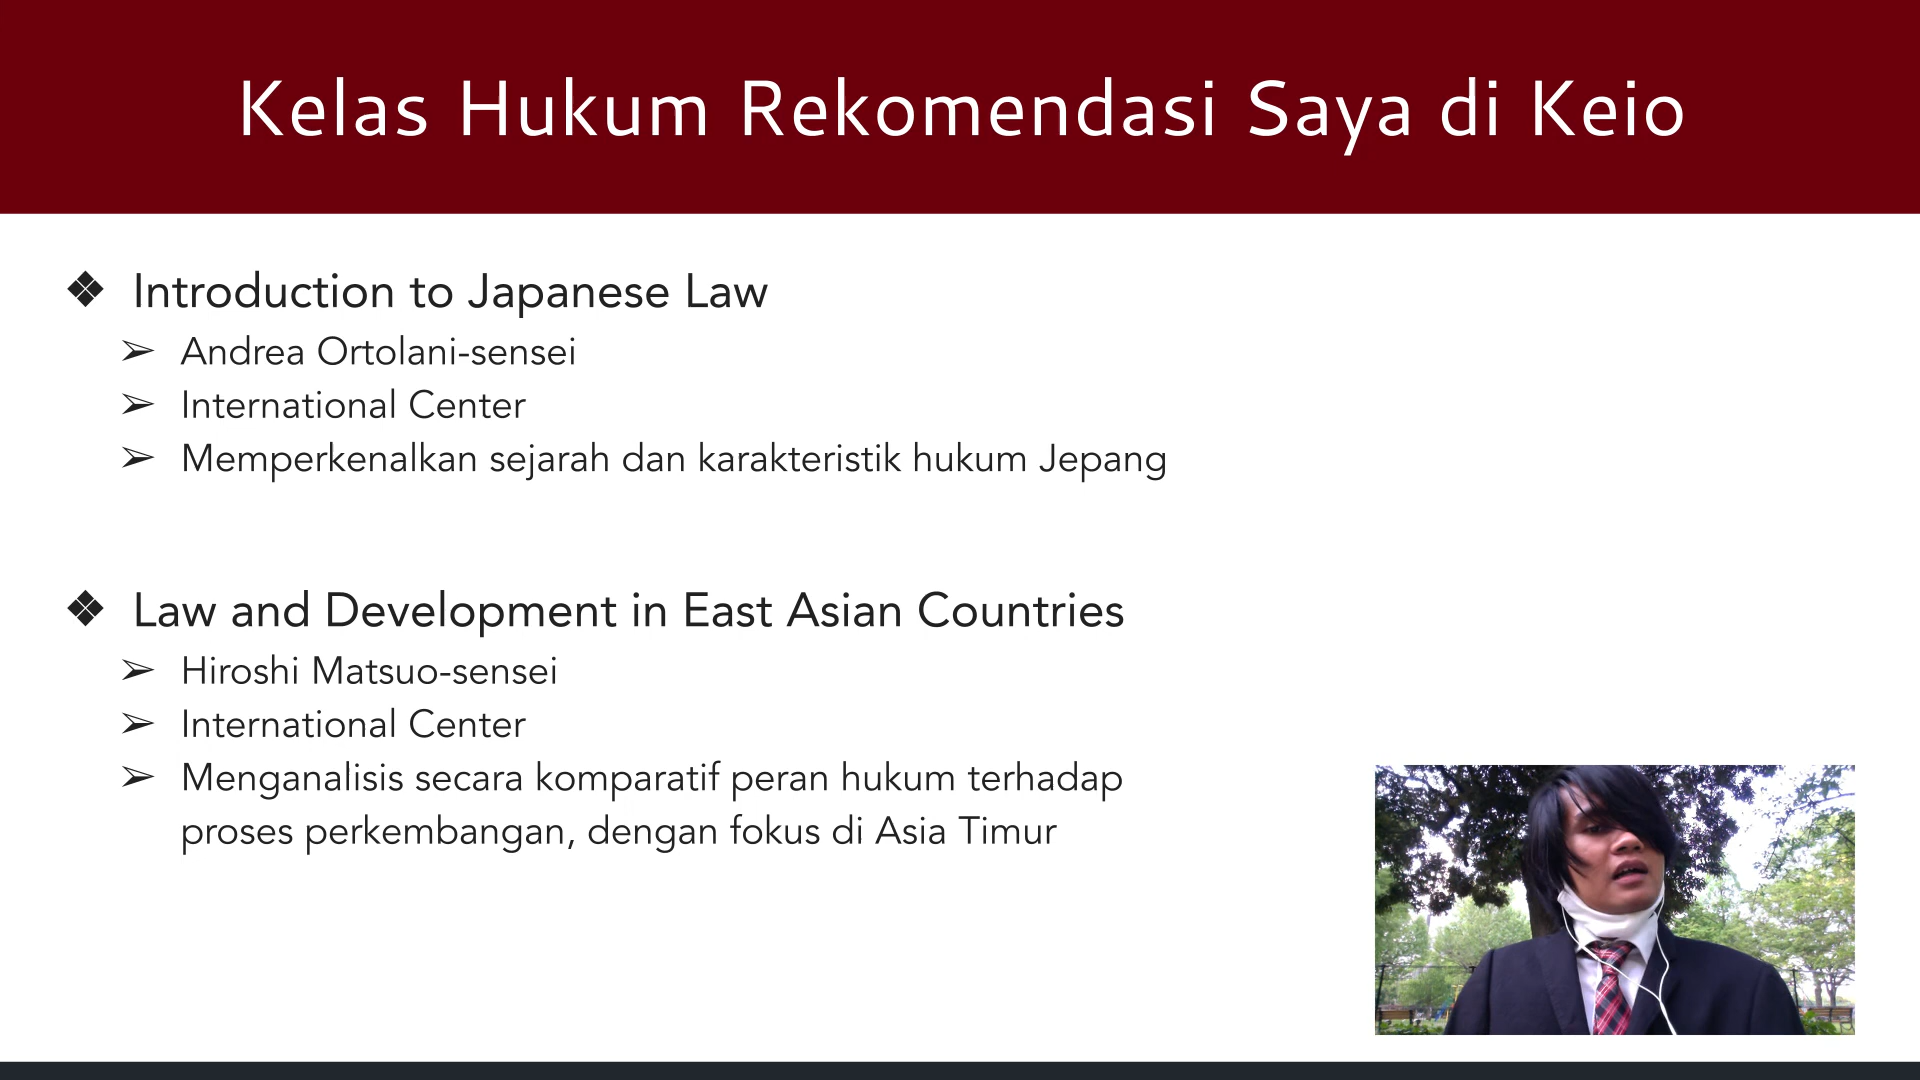 Kelas Hukum Rekomendasi Saya di Keio
❖ Introduction to Japanese Law
➢ Andrea Ortolani-sensei
➢ International Center
➢ Memperkenalkan sejarah dan karakteristik hukum Jepang
❖ Law and Development in East Asian Countries
➢ Hiroshi Matsuo-sensei
➢ International Center
➢ Menganalisis secara komparatif peran hukum terhadap
proses perkembangan, dengan fokus di Asia Timur